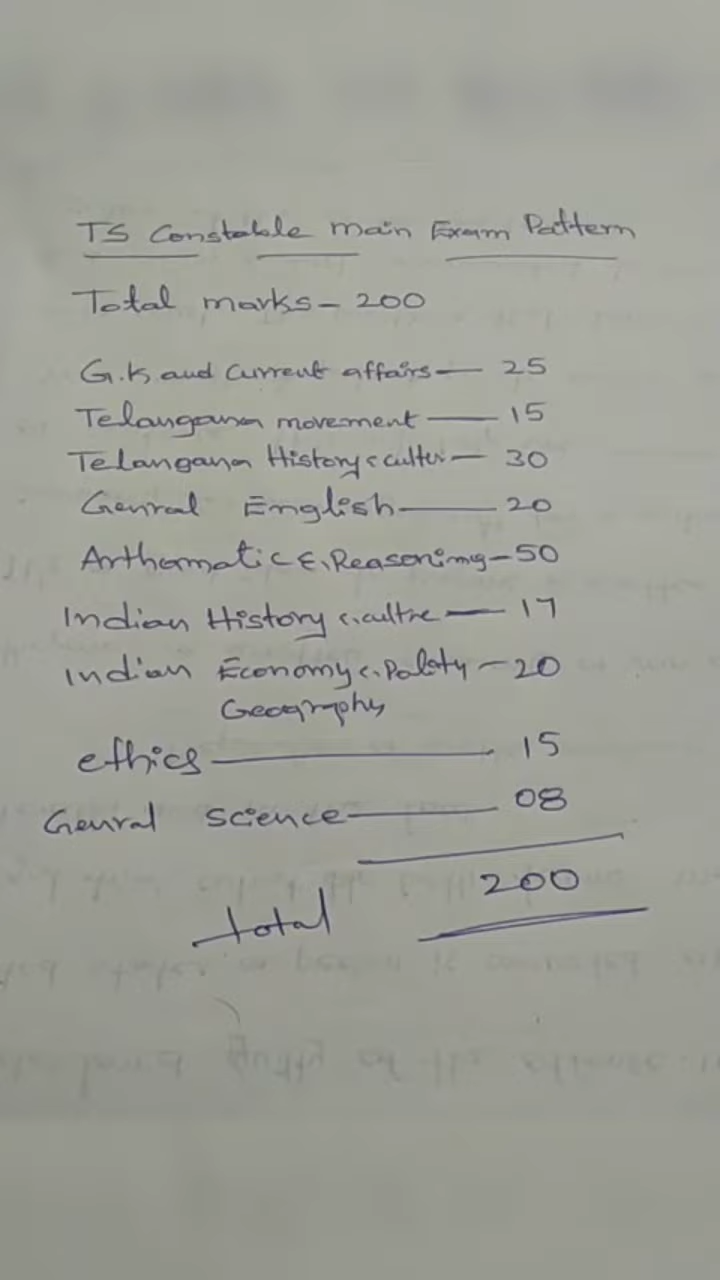 TS Constable main Exam Pattern
Total marks - 200
G.K and Current affairs — 25
Telangana movement — 15
Telangana History & culter — 30
Genral English — 20
Arthematic & Reasoning - 50
Indian History & cultre — 17
Indian Economy & Polity - 20
Geography
ethics — 15
Genral Science — 08
200
total